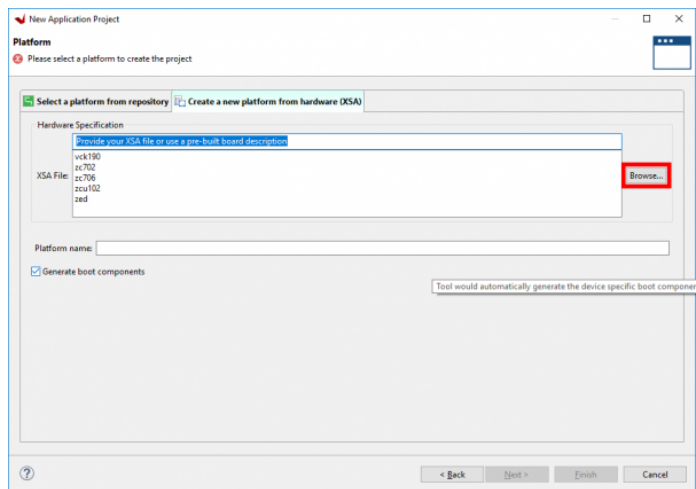 New Application Project
Platform
Please select a platform to create the project
Select a platform from repository
Create a new platform from hardware (XSA)
Hardware Specification
Provide your XSA file or use a pre-built board description
vck190
zc702
XSA File:
zc706
Browse...
zcu102
zed
Platform name:
Generate boot components
Tool would automatically generate the device specific boot componen
?
< Back
Next >
Finish
Cancel